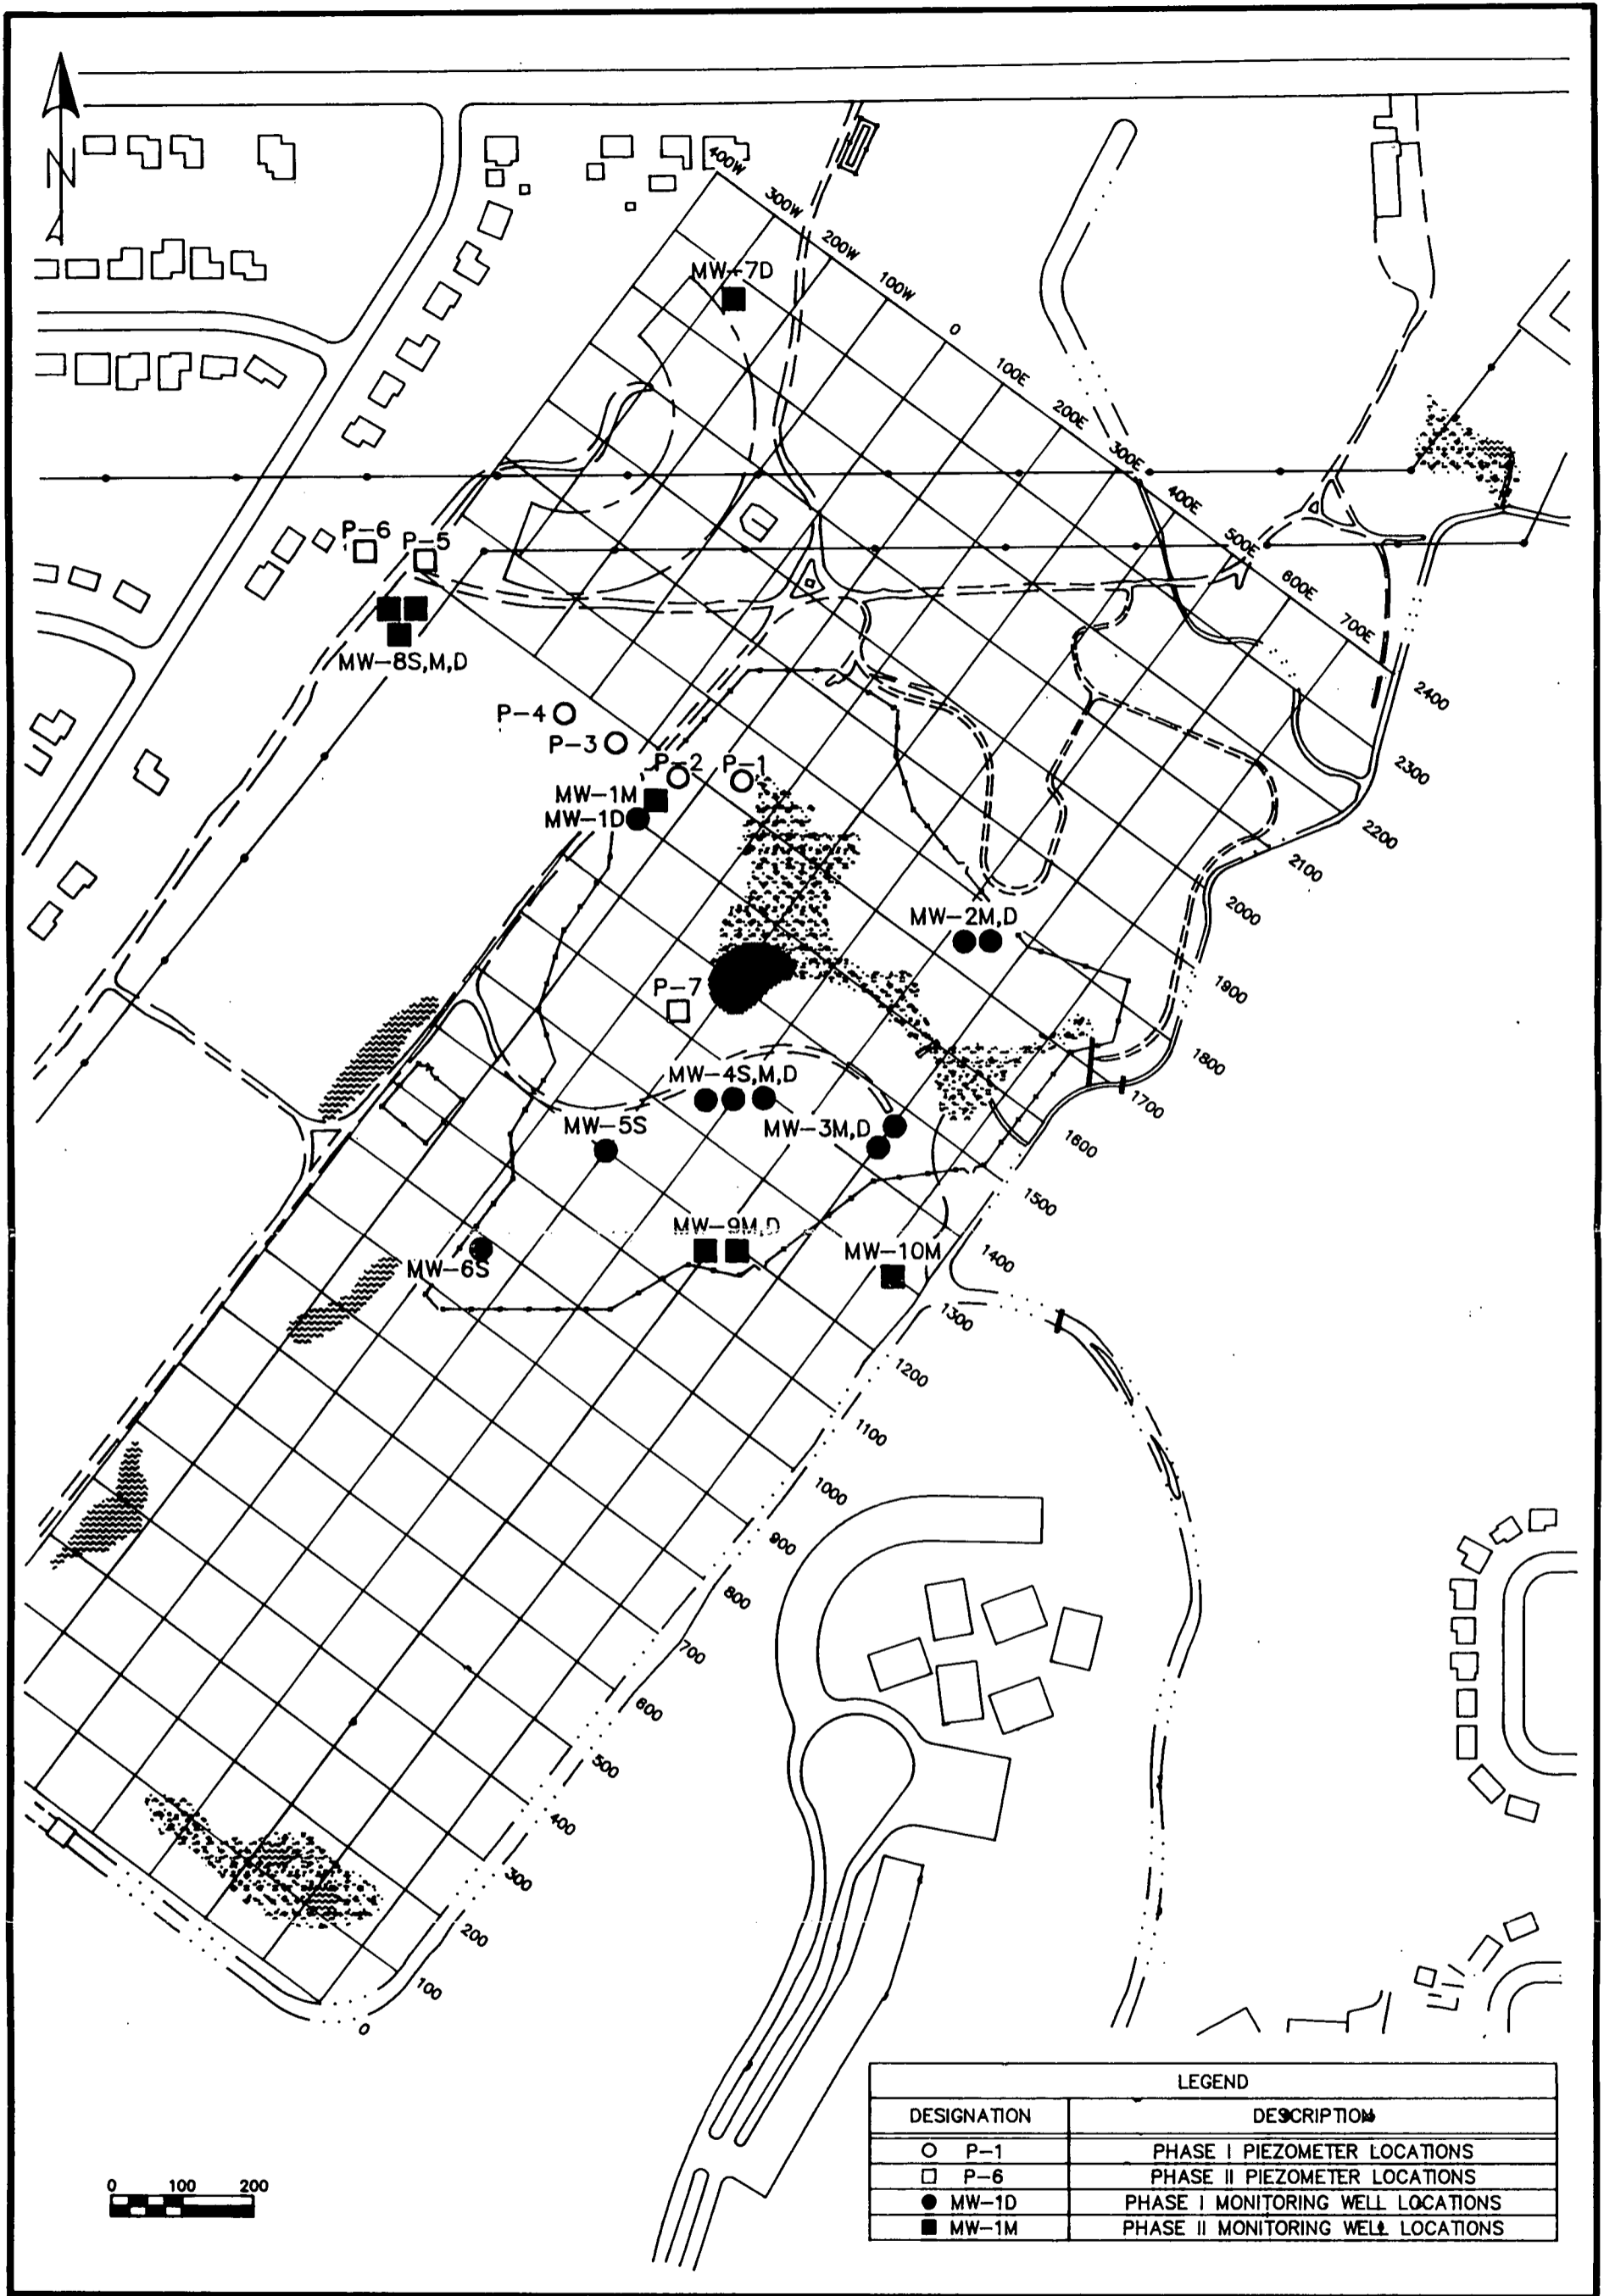 N
400W
300W
200W
100W
0
100E
200E
300E
400E
500E
600E
700E
2400
2300
2200
2100
2000
1900
1800
1700
1600
1500
1400
1300
1200
1100
1000
900
800
700
600
500
400
300
200
100
0
MW-7D
P-6
P-5
MW-8S,M,D
P-4
P-3
P-2
P-1
MW-1M
MW-1D
MW-2M,D
P-7
MW-4S,M,D
MW-5S
MW-3M,D
MW-9M,D
MW-6S
MW-10M
0 100 200
LEGEND
DESIGNATION DESCRIPTION
P-1 PHASE I PIEZOMETER LOCATIONS
P-6 PHASE II PIEZOMETER LOCATIONS
MW-1D PHASE I MONITORING WELL LOCATIONS
MW-1M PHASE II MONITORING WELL LOCATIONS